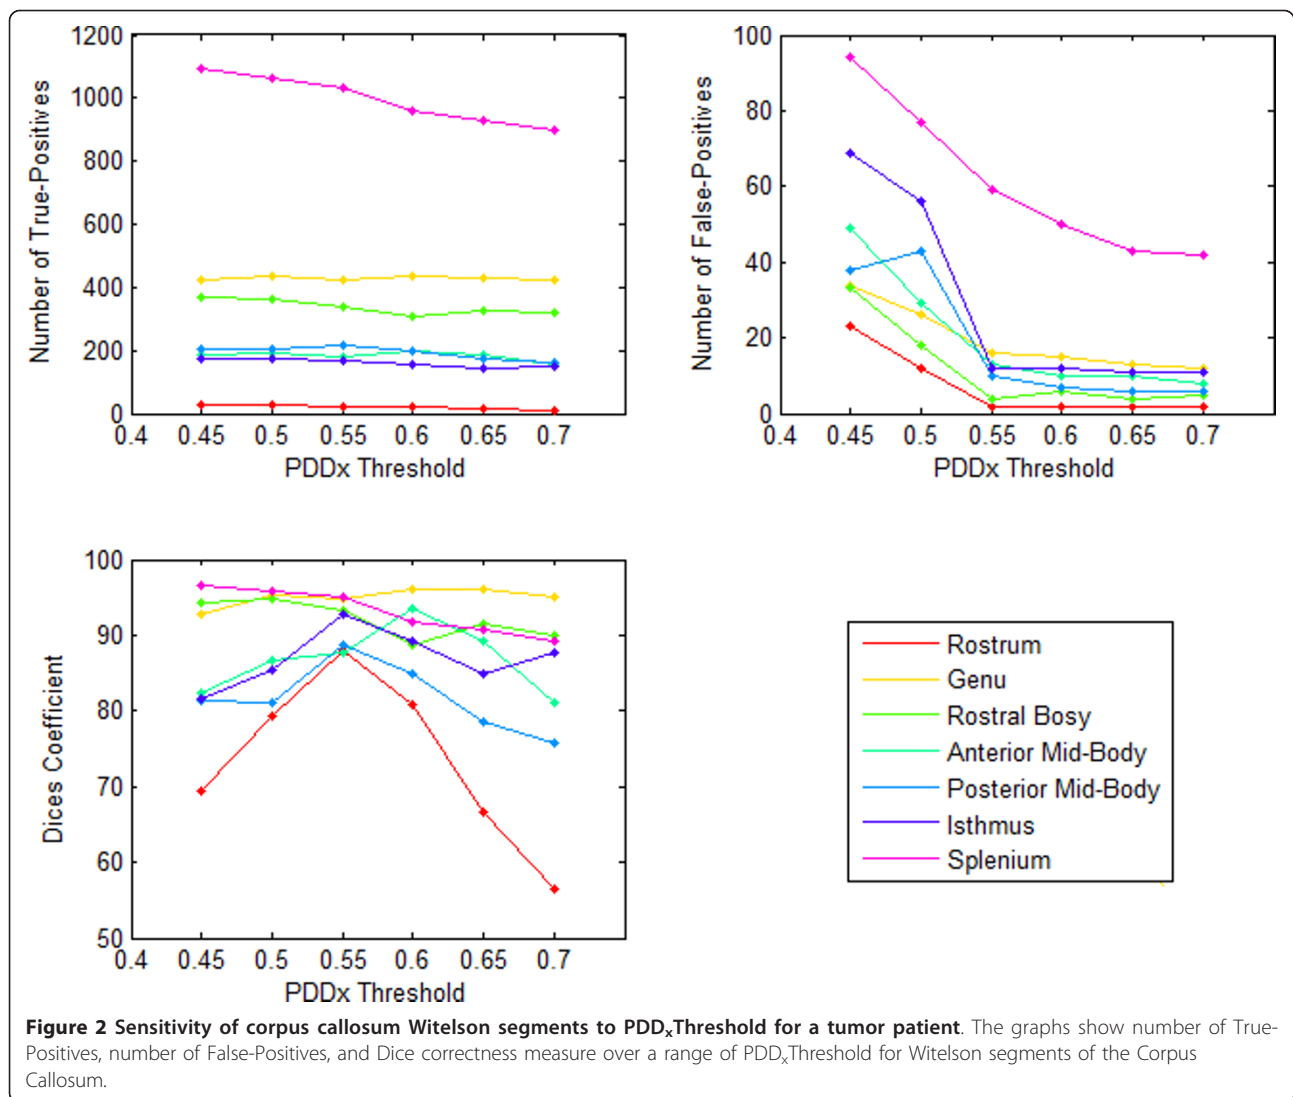 1200
1000
800
600
400
200
0
Number of True-Positives
0.4 0.45 0.5 0.55 0.6 0.65 0.7
PDDx Threshold
100
80
60
40
20
0
Number of False-Positives
0.4 0.45 0.5 0.55 0.6 0.65 0.7
PDDx Threshold
100
90
80
70
60
50
Dices Coefficient
0.4 0.45 0.5 0.55 0.6 0.65 0.7
PDDx Threshold
Rostrum
Genu
Rostral Bosy
Anterior Mid-Body
Posterior Mid-Body
Isthmus
Splenium
Figure 2 Sensitivity of corpus callosum Witelson segments to PDDxThreshold for a tumor patient. The graphs show number of True-
Positives, number of False-Positives, and Dice correctness measure over a range of PDDxThreshold for Witelson segments of the Corpus
Callosum.